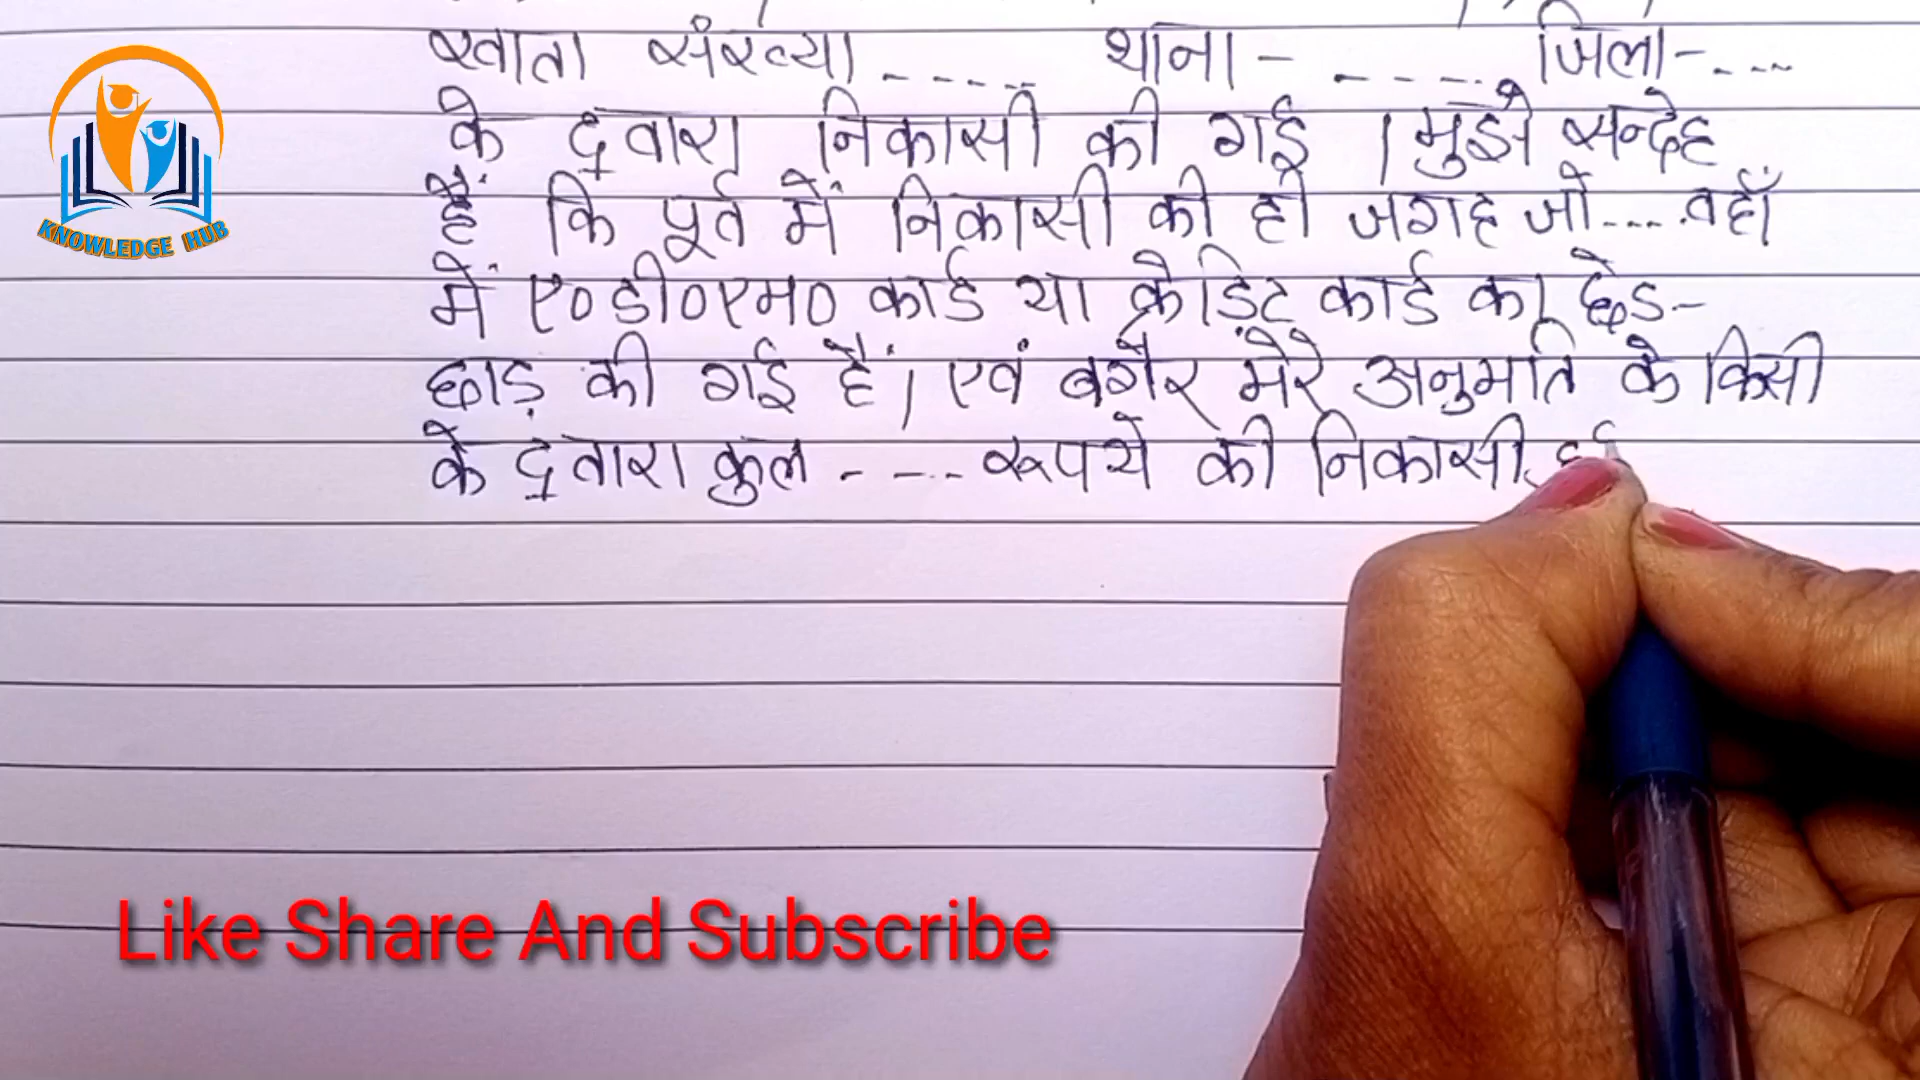 खाता संख्या ---- थाना- ----- जिला-....
के द्वारा निकासी की गई । मुझे सन्देह
हैं कि पूर्व में निकासी की हो जगह जो.... वहाँ
में ए०डी०एम० कार्ड या क्रेडिट कार्ड का छेड-
छाड़ की गई हैं। एवं बगैर मेरे अनुमति के किसी
के द्वारा कुल - --.. रूपये की निकासी
KNOWLEDGE HUB
Like Share And Subscribe